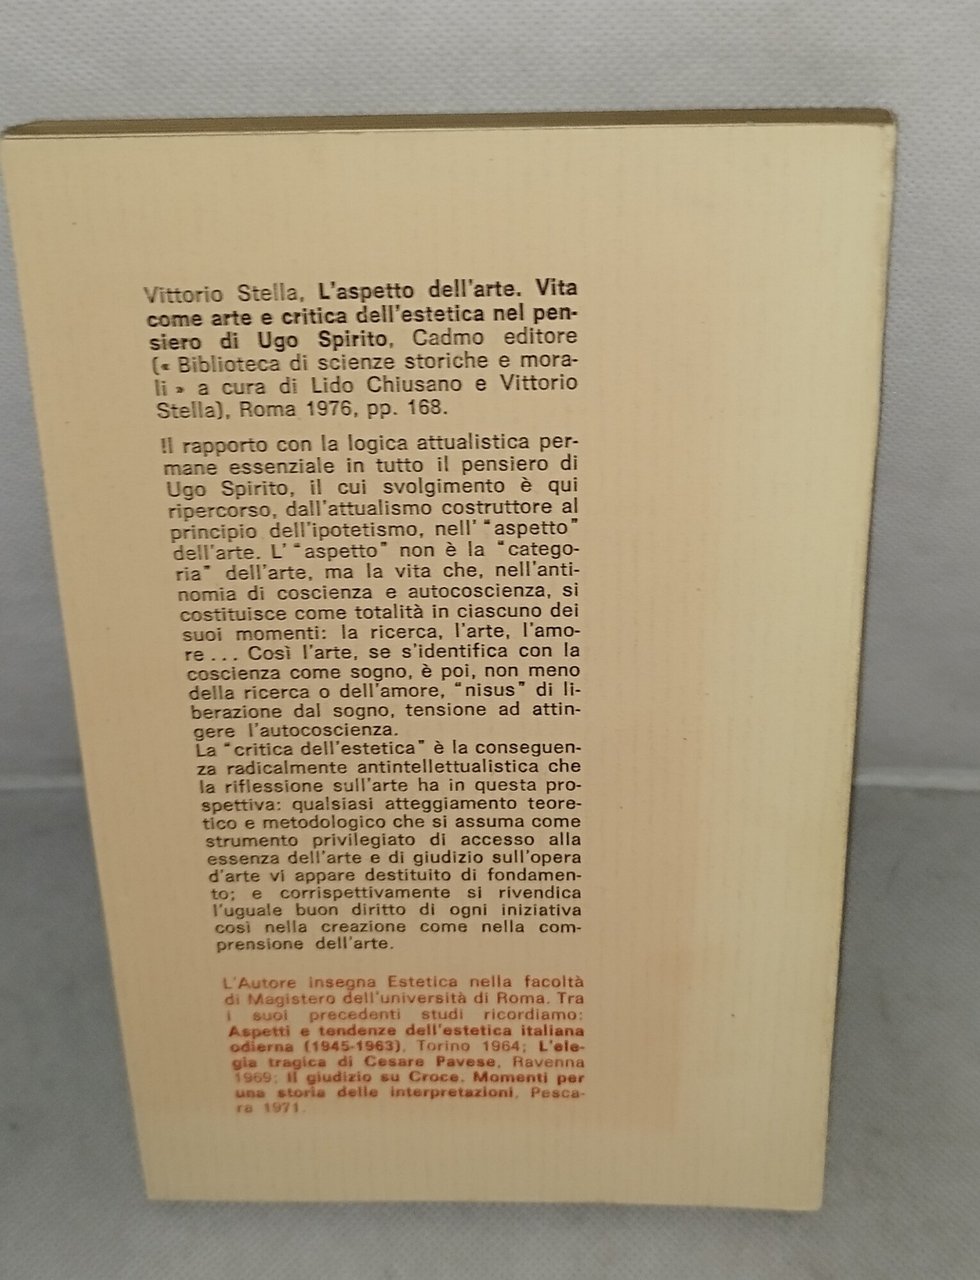 Vittorio Stella, L'aspetto dell'arte. Vita
come arte e critica dell'estetica nel pen-
siero di Ugo Spirito, Cadmo editore
(« Biblioteca di scienze storiche e mora-
li » a cura di Lido Chiusano e Vittorio
Stella), Roma 1976, pp. 168.
Il rapporto con la logica attualistica per-
mane essenziale in tutto il pensiero di
Ugo Spirito, il cui svolgimento è qui
ripercorso, dall'attualismo costruttore al
principio dell'ipotetismo, nell' "aspetto"
dell'arte. L' "aspetto" non è la "catego-
ria" dell'arte, ma la vita che, nell'anti-
nomia di coscienza e autocoscienza, si
costituisce come totalità in ciascuno dei
suoi momenti: la ricerca, l'arte, l'amo-
re... Così l'arte, se s'identifica con la
coscienza come sogno, è poi, non meno
della ricerca o dell'amore, "nisus" di li-
berazione dal sogno, tensione ad attin-
gere l'autocoscienza.
La "critica dell'estetica" è la conseguen-
za radicalmente antintellettualistica che
la riflessione sull'arte ha in questa pro-
spettiva: qualsiasi atteggiamento teore-
tico e metodologico che si assuma come
strumento privilegiato di accesso alla
essenza dell'arte e di giudizio sull'opera
d'arte vi appare destituito di fondamen-
to; e corrispettivamente si rivendica
l'uguale buon diritto di ogni iniziativa
così nella creazione come nella com-
prensione dell'arte.
L'Autore insegna Estetica nella facoltà
di Magistero dell'università di Roma. Tra
i suoi precedenti studi ricordiamo:
Aspetti e tendenze dell'estetica italiana
odierna (1945-1963), Torino 1964; L'ele-
gia tragica di Cesare Pavese, Ravenna
1969; Il giudizio su Croce. Momenti per
una storia delle interpretazioni, Pesca-
ra 1971.